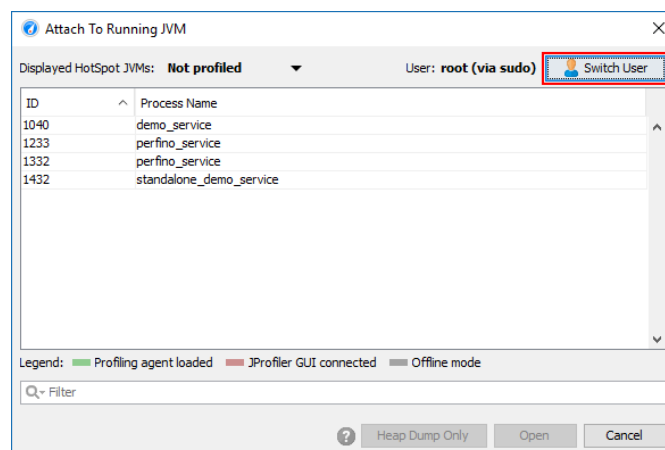 Attach To Running JVM
Displayed HotSpot JVMs: Not profiled User: root (via sudo) Switch User
ID Process Name
1040 demo_service
1233 perfino_service
1332 perfino_service
1432 standalone_demo_service
Legend: Profiling agent loaded JProfiler GUI connected Offline mode
Filter
? Heap Dump Only Open Cancel